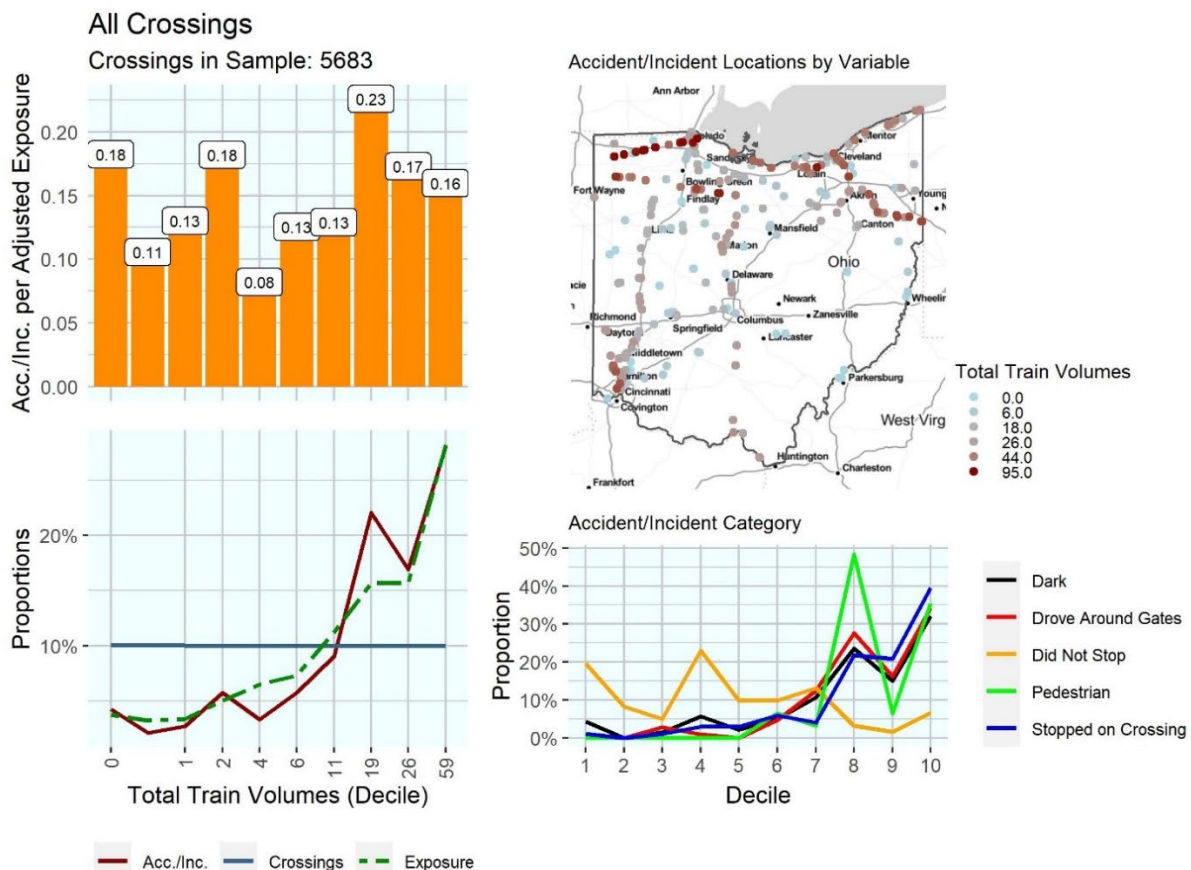 All Crossings
Crossings in Sample: 5683
Acc./Inc. per Adjusted Exposure
0.20
0.15
0.10
0.05
0.00
0.18
0.11
0.13
0.18
0.08
0.13
0.13
0.23
0.17
0.16
Proportions
20%
10%
0
1
2
4
6
11
19
26
59
Total Train Volumes (Decile)
Acc./Inc.
Crossings
Exposure
Accident/Incident Locations by Variable
Ann Arbor
Mentor
Cleveland
Sandusky
Fort Wayne
Bowling Green
Findlay
Akron
Canton
Mansfield
Marion
Ohio
Delaware
Newark
Wheelin
Richmond
Springfield
Columbus
Zanesville
Dayton
Lancaster
Middletown
Cincinnati
Covington
Parkersburg
West Virg
Huntington
Charleston
Frankfort
Total Train Volumes
0.0
6.0
18.0
26.0
44.0
95.0
Accident/Incident Category
Proportion
50%
40%
30%
20%
10%
0%
1 2 3 4 5 6 7 8 9 10
Decile
Dark
Drove Around Gates
Did Not Stop
Pedestrian
Stopped on Crossing